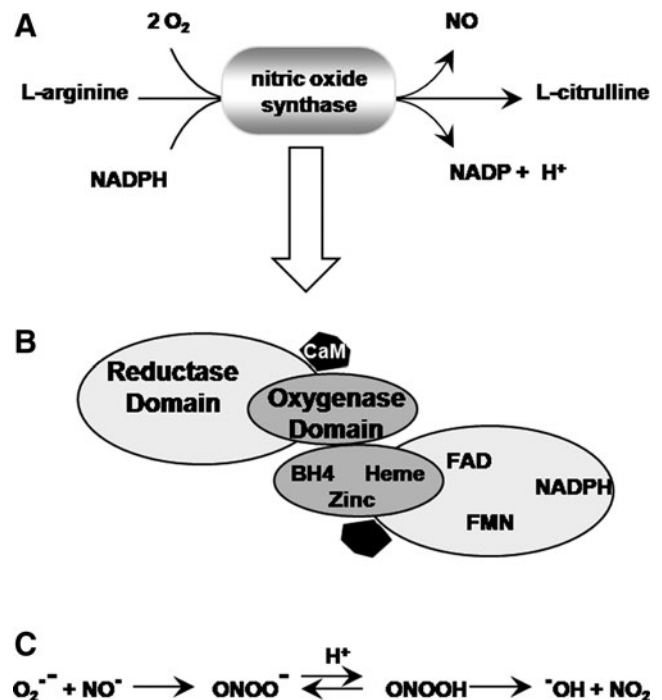 A
2 O₂
NO
L-arginine
nitric oxide
synthase
L-citrulline
NADPH
NADP + H⁺
B
CaM
Reductase
Domain
Oxygenase
Domain
BH4 Heme
Zinc
FAD
NADPH
FMN
C
H⁺
O₂⁻⁻ + NO⁻ → ONOO⁻ ⇄ ONOOH → ⁻OH + NO₂